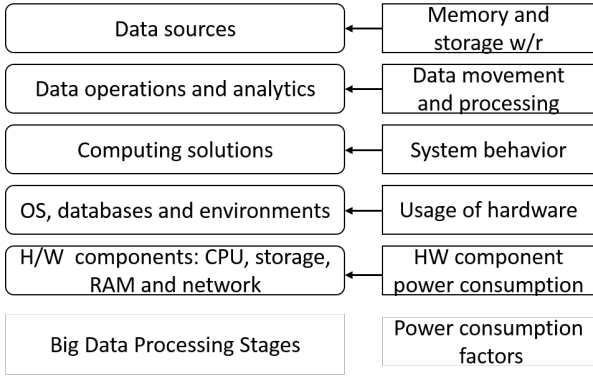 Data sources
Memory and
storage w/r
Data operations and analytics
Data movement
and processing
Computing solutions
System behavior
OS, databases and environments
Usage of hardware
H/W components: CPU, storage,
RAM and network
HW component
power consumption
Big Data Processing Stages
Power consumption
factors